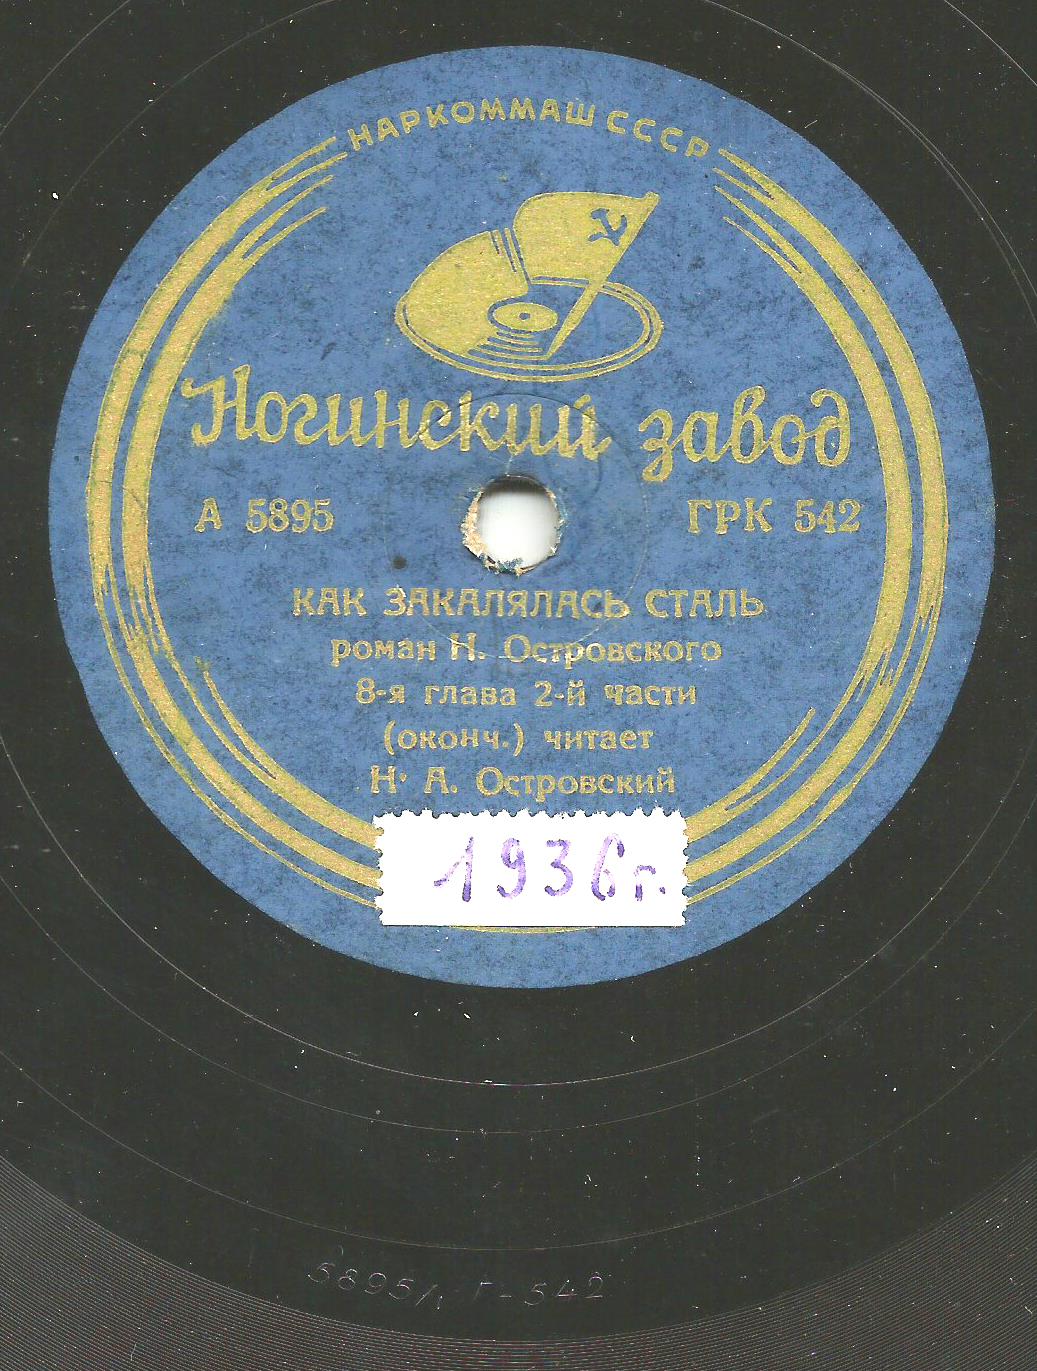 НАРКОММАШ СССР
Ногинский завод
А 5895 ГРК 542
КАК ЗАКАЛЯЛАСЬ СТАЛЬ
роман Н. Островского
8-я глава 2-й части
(оконч.) читает
Н· А. Островский
1936г.
5895/1 Г-542